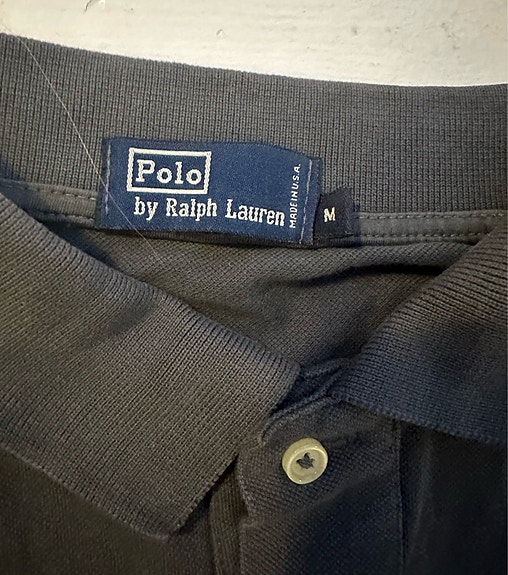 Polo
by Ralph Lauren
MADE IN U.S.A.
M